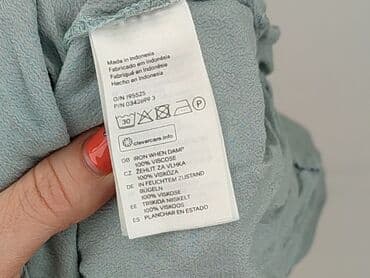 Made in Indonesia
Fabricado em Indonésia
Fabriqué en Indonésie
Hecho en Indonesia
O/N 195525
P/N 0342699 3
30 P
clevercare.info
GB IRON WHEN DAMP
100% VISCOSE
CZ ŽEHLIT ZA VLHKA
100% VISKÓZA
DE IN FEUCHTEM ZUSTAND
BÜGELN
100% VISKOSE
EE TRIIKIDA NIISKELT
100% VISKOOS
ES PLANCHAR EN ESTADO